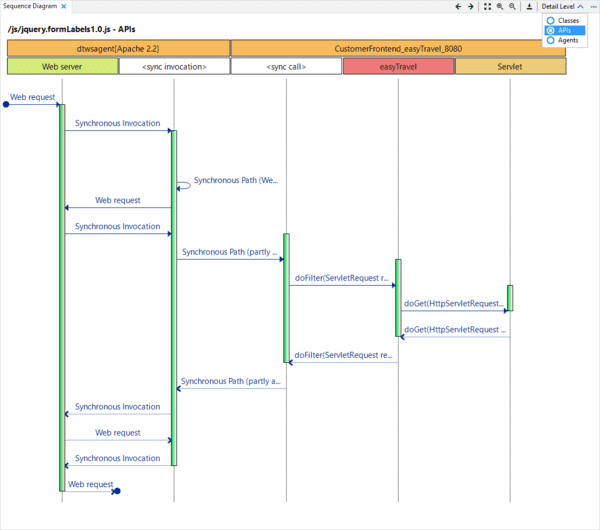 Sequence Diagram
Detail Level
Classes
APIs
Agents
/js/jquery.formLabels1.0.js - APIs
dtwsagent[Apache 2.2]
CustomerFrontend_easyTravel_8080
Web server
<sync invocation>
<sync call>
easyTravel
Servlet
Web request
Synchronous Invocation
Synchronous Path (We...
Web request
Synchronous Invocation
Synchronous Path (partly ...
doFilter(ServletRequest r...
doGet(HttpServletRequest...
doGet(HttpServletRequest ...
doFilter(ServletRequest re...
Synchronous Path (partly a...
Synchronous Invocation
Web request
Synchronous Invocation
Web request